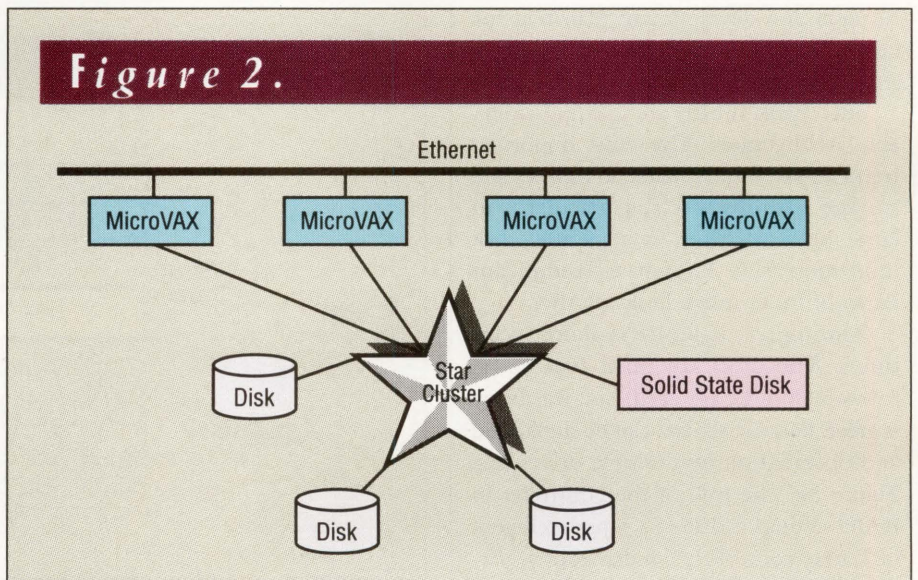 Figure 2.
Ethernet
MicroVAX MicroVAX MicroVAX MicroVAX
Star
Cluster
Disk
Solid State Disk
Disk Disk